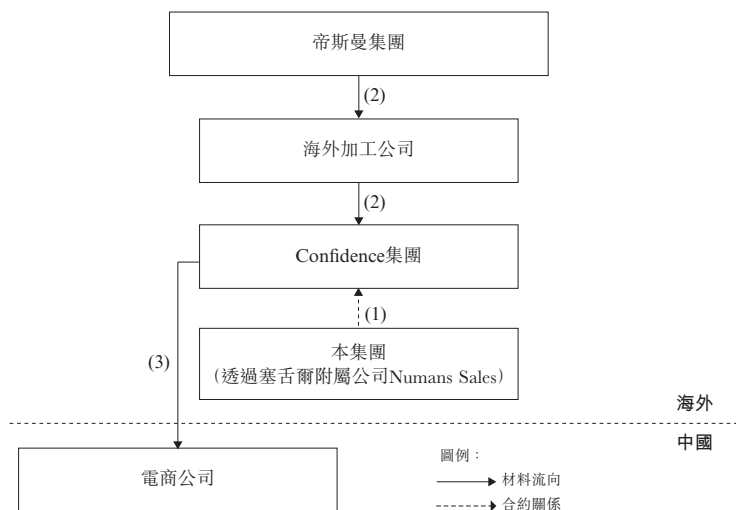 帝斯曼集團
(2)
海外加工公司
(2)
Confidence集團
(1)
本集團
(透過塞舌爾附屬公司Numans Sales)
(3)
海外
中國
電商公司
圖例：
材料流向
合約關係